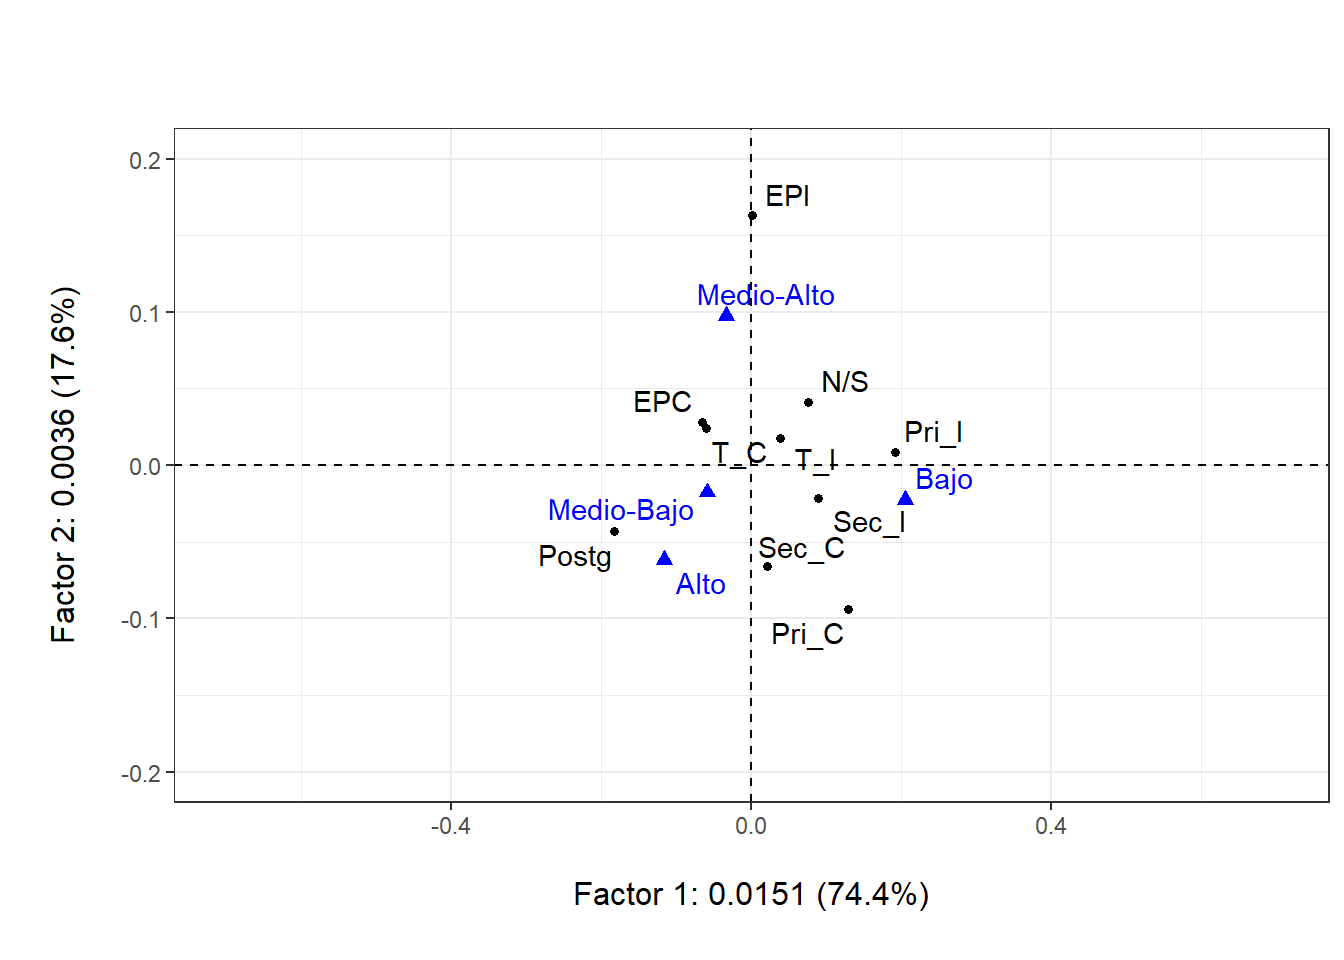 0.2
EPI
Medio-Alto
0.1
N/S
EPC
Pri_I
T_C
T_I
0.0
Bajo
Medio-Bajo
Sec_I
Sec_C
Postg
Alto
-0.1
Pri_C
-0.2
-0.4
0.0
0.4
Factor 1: 0.0151 (74.4%)
Factor 2: 0.0036 (17.6%)